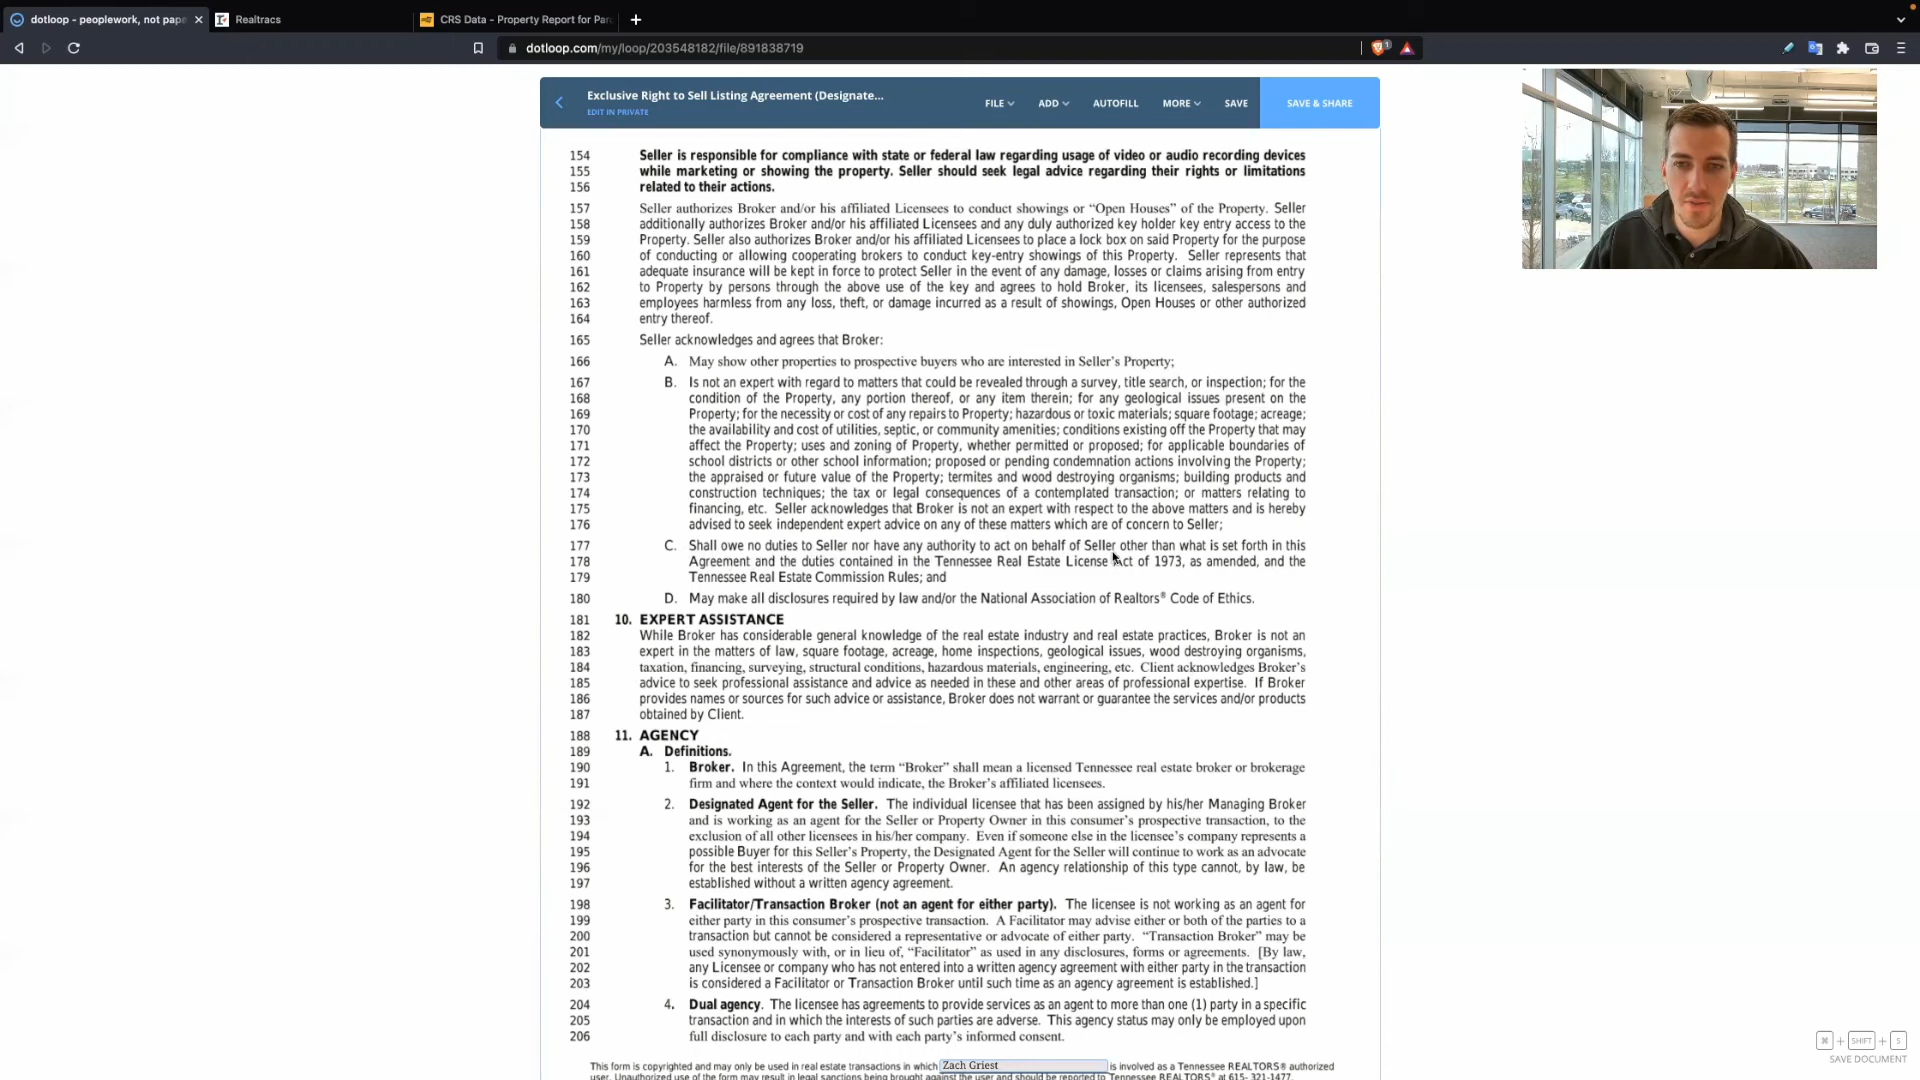 dotloop - peoplework, not pape
Realtracs
CRS Data - Property Report for Par
dotloop.com/my/loop/203548182/file/891838719
Exclusive Right to Sell Listing Agreement (Designate...
EDIT IN PRIVATE
FILE
ADD
AUTOFILL
MORE
SAVE
SAVE & SHARE
154 Seller is responsible for compliance with state or federal law regarding usage of video or audio recording devices
155 while marketing or showing the property. Seller should seek legal advice regarding their rights or limitations
156 related to their actions.
157 Seller authorizes Broker and/or his affiliated Licensees to conduct showings or “Open Houses” of the Property. Seller
158 additionally authorizes Broker and/or his affiliated Licensees and any duly authorized key holder key entry access to the
159 Property. Seller also authorizes Broker and/or his affiliated Licensees to place a lock box on said Property for the purpose
160 of conducting or allowing cooperating brokers to conduct key-entry showings of this Property. Seller represents that
161 adequate insurance will be kept in force to protect Seller in the event of any damage, losses or claims arising from entry
162 to Property by persons through the above use of the key and agrees to hold Broker, its licensees, salespersons and
163 employees harmless from any loss, theft, or damage incurred as a result of showings, Open Houses or other authorized
164 entry thereof.
165 Seller acknowledges and agrees that Broker:
166 A. May show other properties to prospective buyers who are interested in Seller’s Property;
167 B. Is not an expert with regard to matters that could be revealed through a survey, title search, or inspection; for the
168 condition of the Property, any portion thereof, or any item therein; for any geological issues present on the
169 Property; for the necessity or cost of any repairs to Property; hazardous or toxic materials; square footage; acreage;
170 the availability and cost of utilities, septic, or community amenities; conditions existing off the Property that may
171 affect the Property; uses and zoning of Property, whether permitted or proposed; for applicable boundaries of
172 school districts or other school information; proposed or pending condemnation actions involving the Property;
173 the appraised or future value of the Property; termites and wood destroying organisms; building products and
174 construction techniques; the tax or legal consequences of a contemplated transaction; or matters relating to
175 financing, etc. Seller acknowledges that Broker is not an expert with respect to the above matters and is hereby
176 advised to seek independent expert advice on any of these matters which are of concern to Seller;
177 C. Shall owe no duties to Seller nor have any authority to act on behalf of Seller other than what is set forth in this
178 Agreement and the duties contained in the Tennessee Real Estate License Act of 1973, as amended, and the
179 Tennessee Real Estate Commission Rules; and
180 D. May make all disclosures required by law and/or the National Association of Realtors® Code of Ethics.
181 10. EXPERT ASSISTANCE
182 While Broker has considerable general knowledge of the real estate industry and real estate practices, Broker is not an
183 expert in the matters of law, square footage, acreage, home inspections, geological issues, wood destroying organisms,
184 taxation, financing, surveying, structural conditions, hazardous materials, engineering, etc. Client acknowledges Broker’s
185 advice to seek professional assistance and advice as needed in these and other areas of professional expertise. If Broker
186 provides names or sources for such advice or assistance, Broker does not warrant or guarantee the services and/or products
187 obtained by Client.
188 11. AGENCY
189 A. Definitions.
190 1. Broker. In this Agreement, the term “Broker” shall mean a licensed Tennessee real estate broker or brokerage
191 firm and where the context would indicate, the Broker’s affiliated licensees.
192 2. Designated Agent for the Seller. The individual licensee that has been assigned by his/her Managing Broker
193 and is working as an agent for the Seller or Property Owner in this consumer’s prospective transaction, to the
194 exclusion of all other licensees in his/her company. Even if someone else in the licensee’s company represents a
195 possible Buyer for this Seller’s Property, the Designated Agent for the Seller will continue to work as an advocate
196 for the best interests of the Seller or Property Owner. An agency relationship of this type cannot, by law, be
197 established without a written agency agreement.
198 3. Facilitator/Transaction Broker (not an agent for either party). The licensee is not working as an agent for
199 either party in this consumer’s prospective transaction. A Facilitator may advise either or both of the parties to a
200 transaction but cannot be considered a representative or advocate of either party. “Transaction Broker” may be
201 used synonymously with, or in lieu of, “Facilitator” as used in any disclosures, forms or agreements. [By law,
202 any Licensee or company who has not entered into a written agency agreement with either party in the transaction
203 is considered a Facilitator or Transaction Broker until such time as an agency agreement is established.]
204 4. Dual agency. The licensee has agreements to provide services as an agent to more than one (1) party in a specific
205 transaction and in which the interests of such parties are adverse. This agency status may only be employed upon
206 full disclosure to each party and with each party’s informed consent.
This form is copyrighted and may only be used in real estate transactions in which Zach Griest is involved as a Tennessee REALTORS® authorized
user. Unauthorized use of the form may result in legal sanctions being brought against the user and should be reported to Tennessee REALTORS® at 615- 321-1477.
⌘ + SHIFT + S
SAVE DOCUMENT